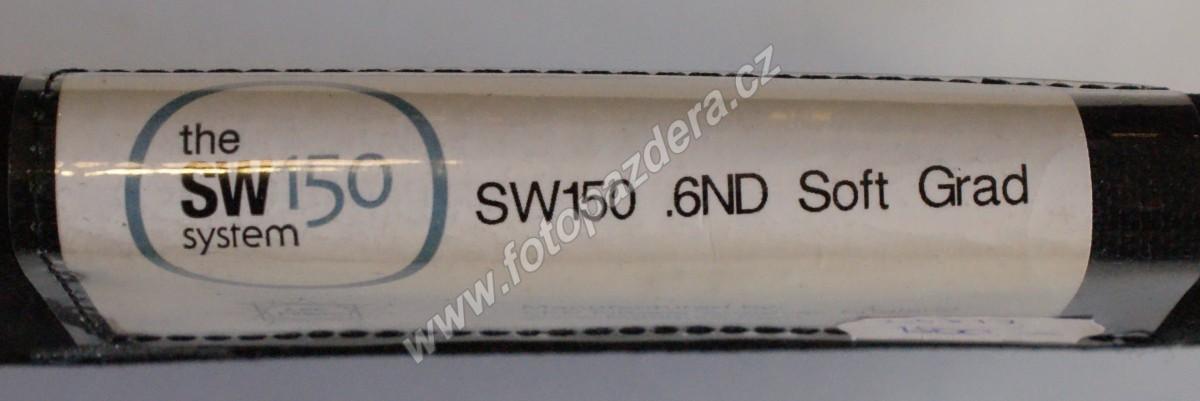 the
SW150
system
SW150 .6ND Soft Grad
www.fotopazdera.cz